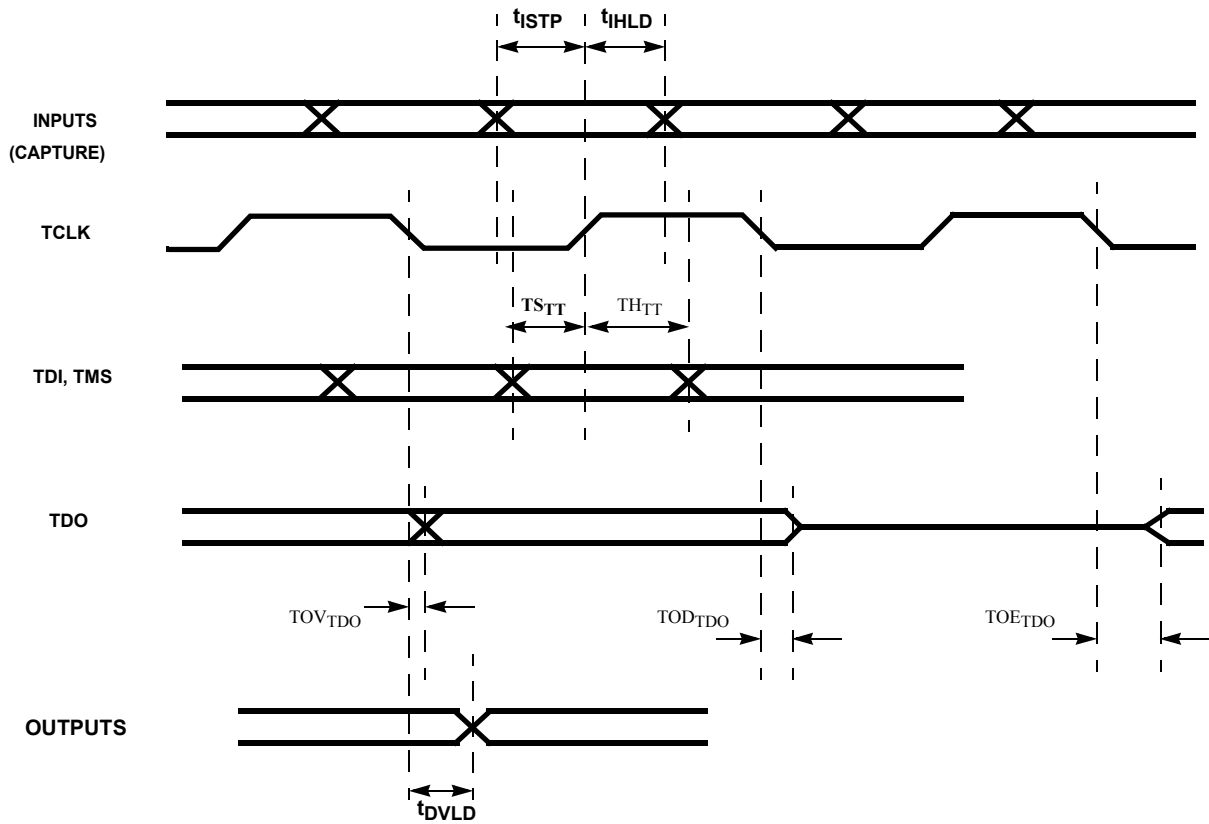 tISTP tIHLD
INPUTS
(CAPTURE)
TCLK
TSTT THTT
TDI, TMS
TDO
TOVTDO TODTDO TOETDO
OUTPUTS
tDVLD